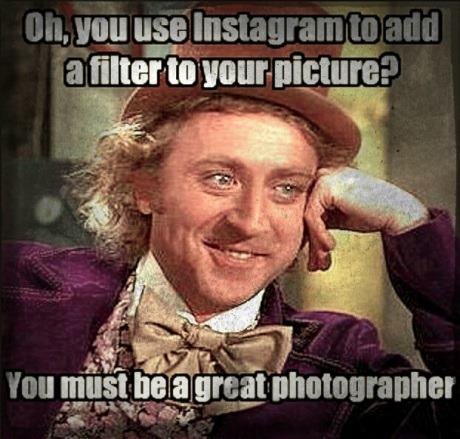 Oh, you use Instagram to add
a filter to your picture?
You must be a great photographer